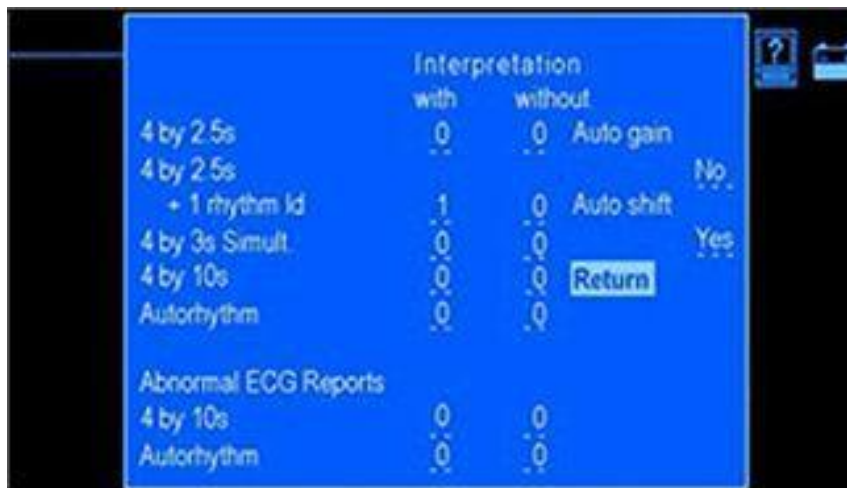 Interpretation
with without
4 by 2.5s 0 0 Auto gain
4 by 2.5s No
+ 1 rhythm ld 1 0 Auto shift
4 by 3s Simult. 0 0 Yes
4 by 10s 0 0 Return
Autorhythm 0 0
Abnormal ECG Reports
4 by 10s 0 0
Autorhythm 0 0
?